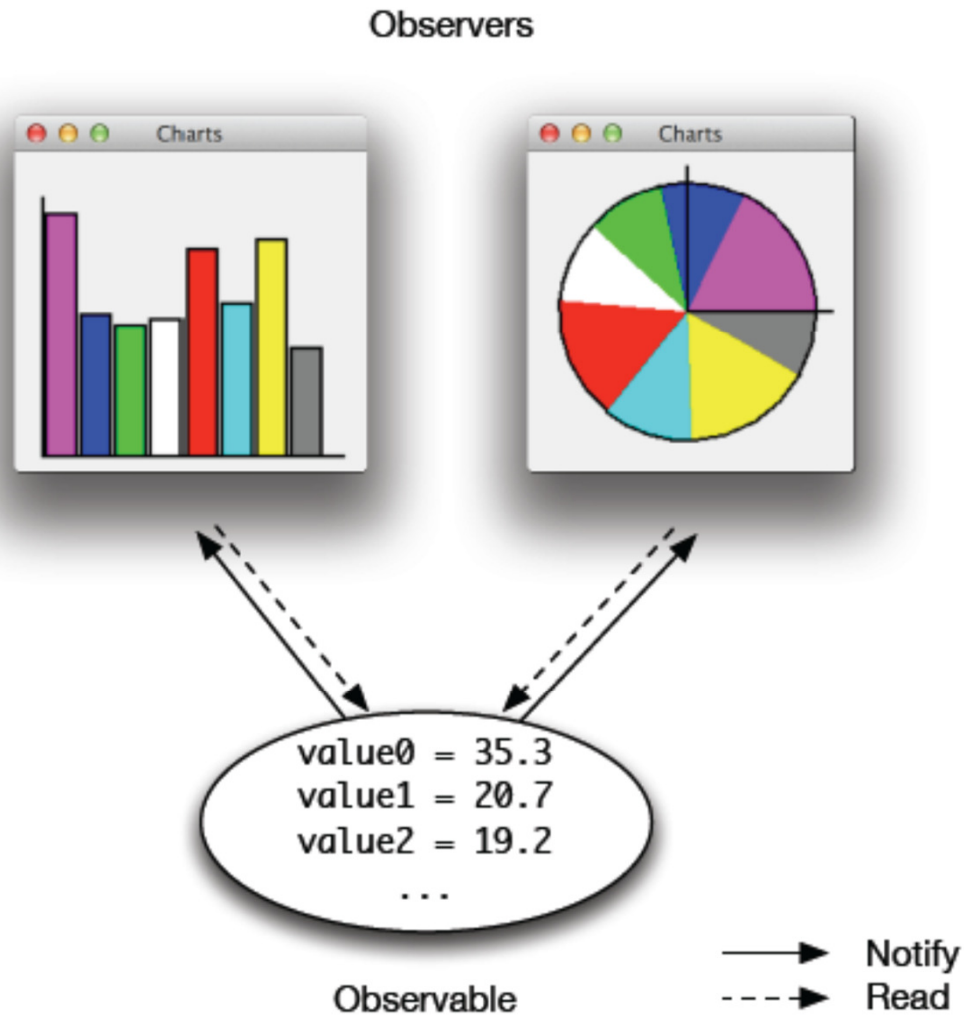 Observers
Charts
Charts
value0 = 35.3
value1 = 20.7
value2 = 19.2
...
Observable
Notify
Read